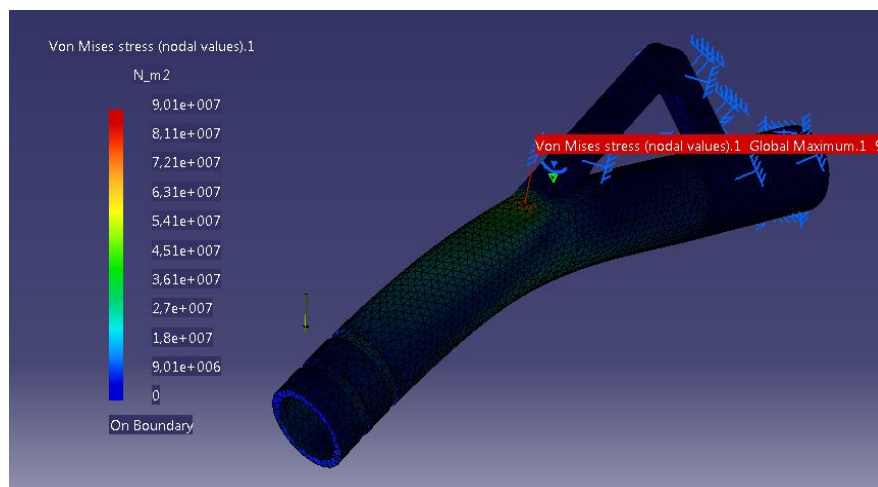 Von Mises stress (nodal values).1
N_m2
9,01e+007
8,11e+007
7,21e+007
6,31e+007
5,41e+007
4,51e+007
3,61e+007
2,7e+007
1,8e+007
9,01e+006
0
On Boundary
Von Mises stress (nodal values).1 Global Maximum.1 9